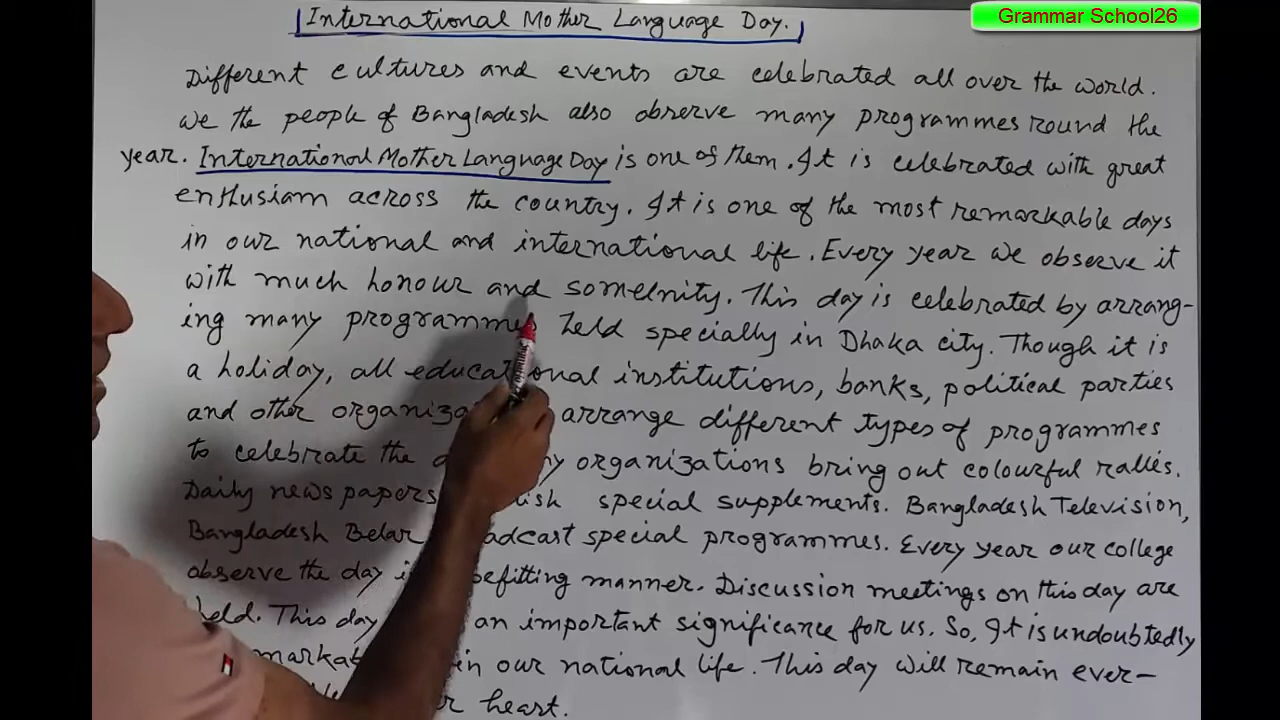 Grammar School26
International Mother Language Day.
Different cultures and events are celebrated all over the world.
We the people of Bangladesh also observe many programmes round the
year. International Mother Language Day is one of them. It is celebrated with great
enthusiam across the country. It is one of the most remarkable days
in our national and international life. Every year we observe it
with much honour and somelnity. This day is celebrated by arrang-
ing many programmes held specially in Dhaka city. Though it is
a holiday, all educational institutions, banks, political parties
and other arrange different types of programmes
to celebrate the organizations bring out colourful rallies.
Daily news papers special supplements. Bangladesh Television,
Bangladesh Betar special programmes. Every year our college
observe the day befitting manner. Discussion meetings on this day are
held. This day an important significance for us. So, It is undoubtedly
in our national life. This day will remain ever-
heart.